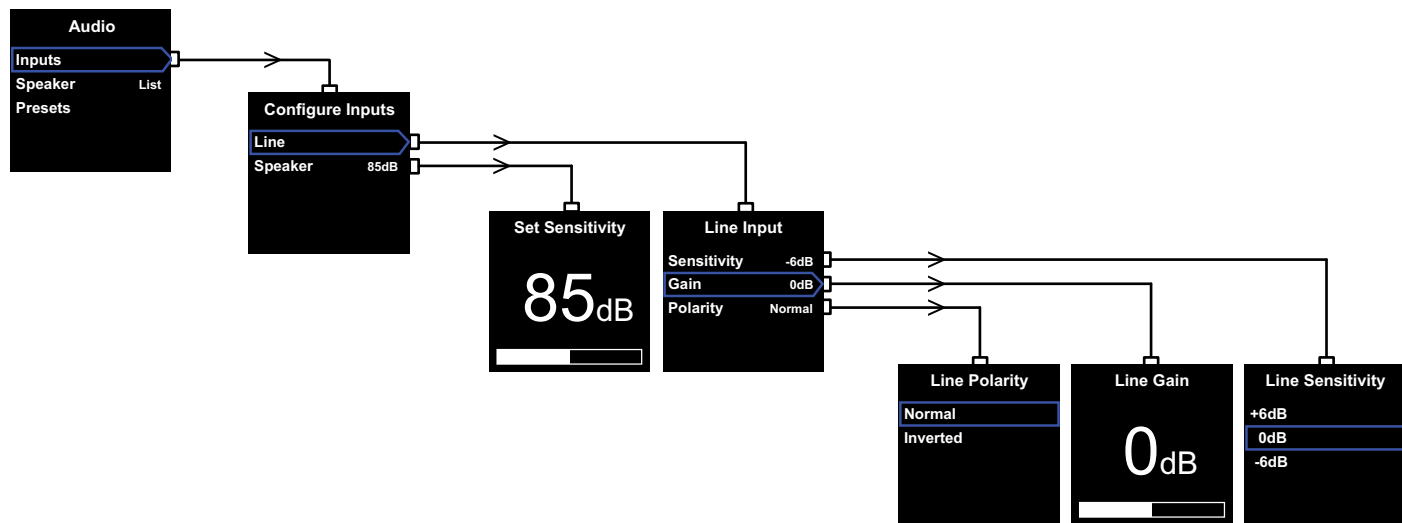 Audio
Inputs
Speaker List
Presets
Configure Inputs
Line
Speaker 85dB
Set Sensitivity
85dB
Line Input
Sensitivity -6dB
Gain 0dB
Polarity Normal
Line Polarity
Normal
Inverted
Line Gain
0dB
Line Sensitivity
+6dB
0dB
-6dB